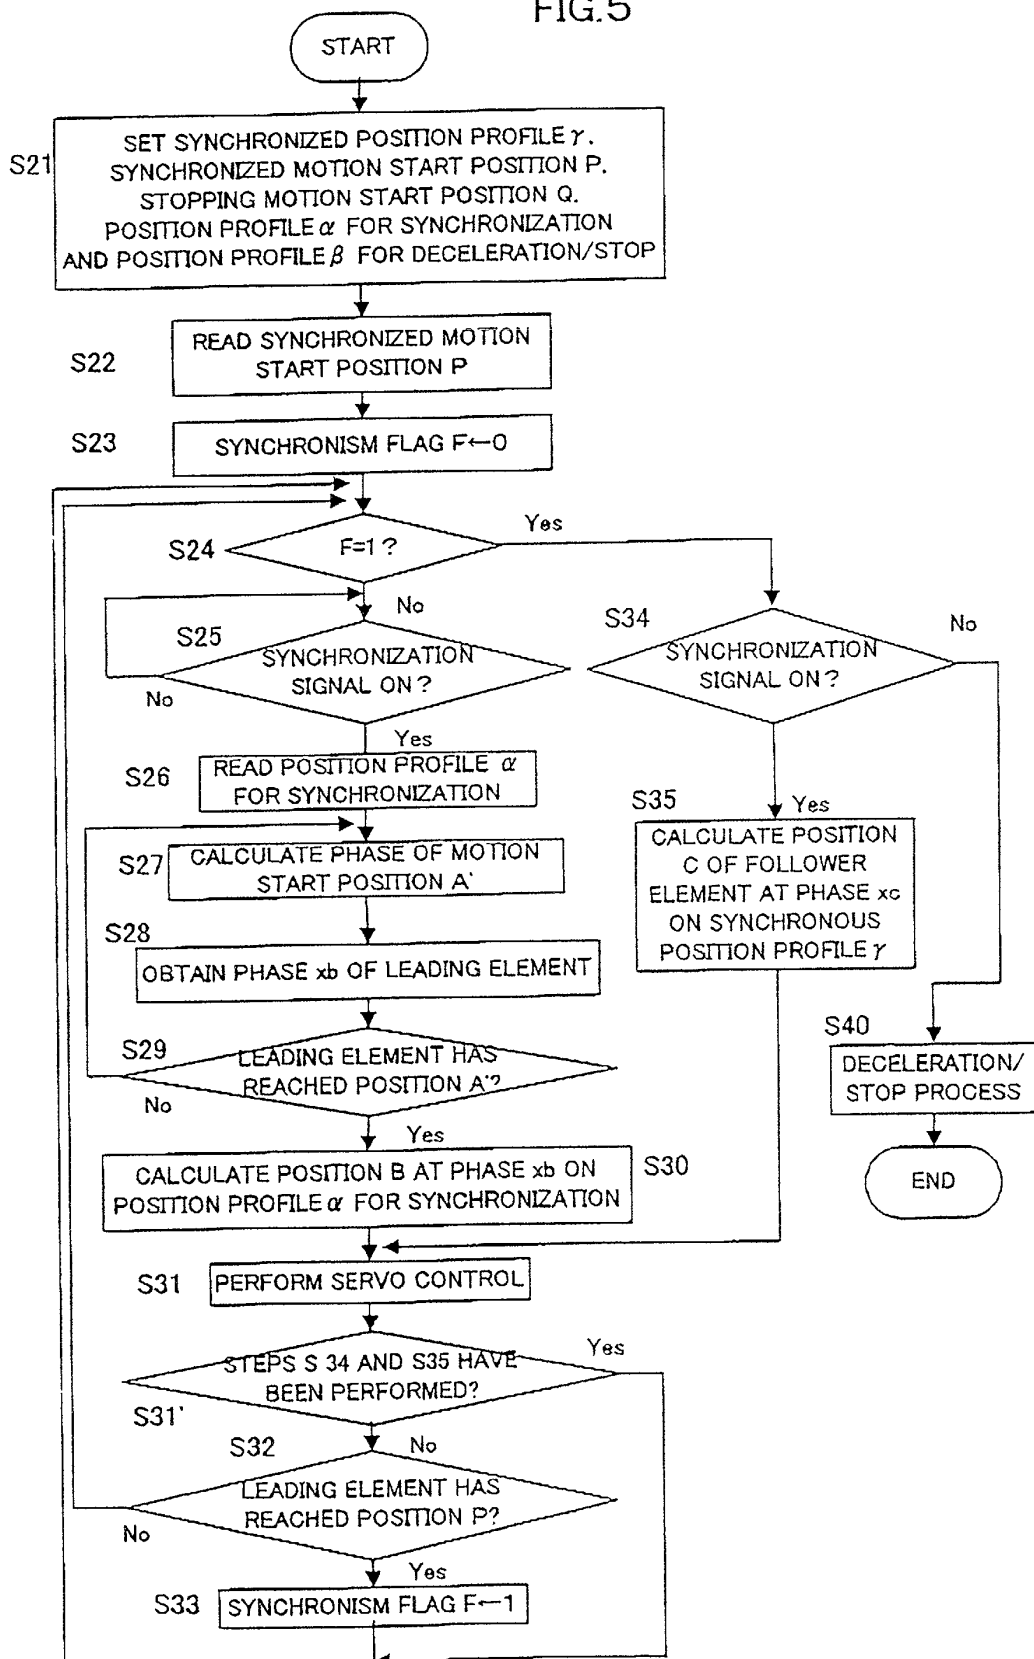 FIG.5
START
S21
SET SYNCHRONIZED POSITION PROFILE γ.
SYNCHRONIZED MOTION START POSITION P.
STOPPING MOTION START POSITION Q.
POSITION PROFILE α FOR SYNCHRONIZATION
AND POSITION PROFILE β FOR DECELERATION/STOP
S22
READ SYNCHRONIZED MOTION
START POSITION P
S23
SYNCHRONISM FLAG F←0
S24
F=1?
Yes
No
S25
SYNCHRONIZATION
SIGNAL ON?
No
Yes
S34
SYNCHRONIZATION
SIGNAL ON?
No
Yes
S26
READ POSITION PROFILE α
FOR SYNCHRONIZATION
S35
CALCULATE POSITION
C OF FOLLOWER
ELEMENT AT PHASE xc
ON SYNCHRONOUS
POSITION PROFILE γ
S27
CALCULATE PHASE OF MOTION
START POSITION A'
S28
OBTAIN PHASE xb OF LEADING ELEMENT
S29
LEADING ELEMENT HAS
REACHED POSITION A'?
No
Yes
S40
DECELERATION/
STOP PROCESS
END
S30
CALCULATE POSITION B AT PHASE xb ON
POSITION PROFILE α FOR SYNCHRONIZATION
S31
PERFORM SERVO CONTROL
S31'
STEPS S 34 AND S35 HAVE
BEEN PERFORMED?
Yes
No
S32
LEADING ELEMENT HAS
REACHED POSITION P?
No
Yes
S33
SYNCHRONISM FLAG F←1